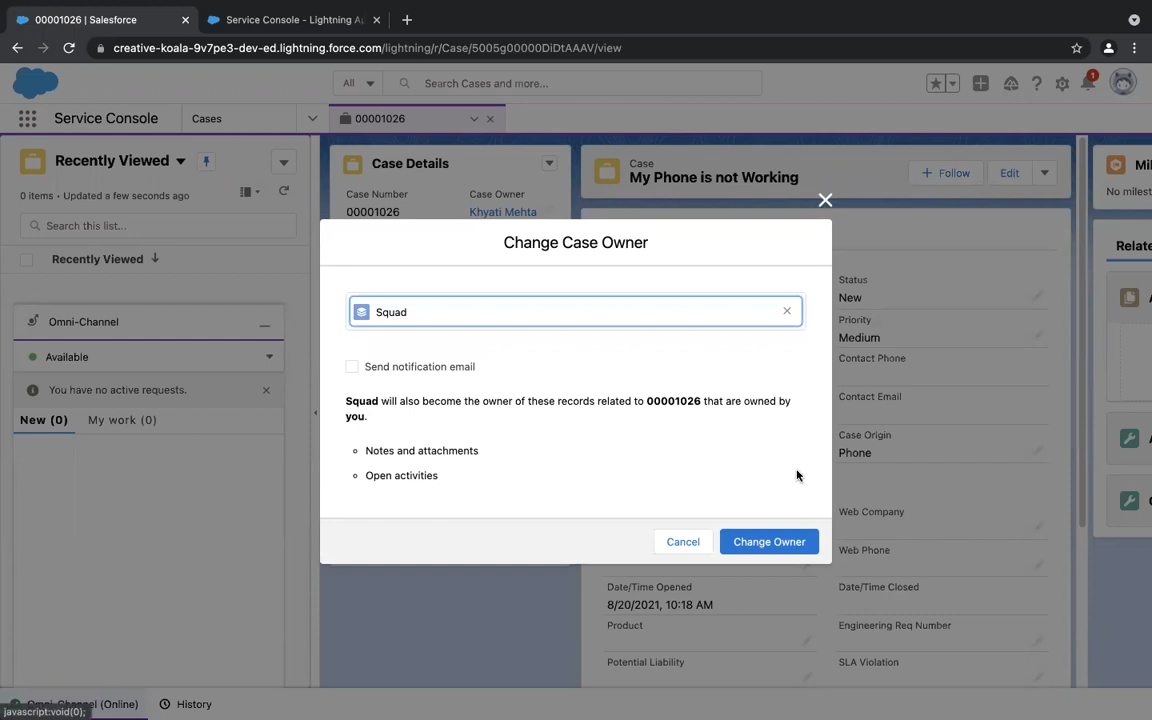 00001026 | Salesforce
Service Console - Lightning A
creative-koala-9v7pe3-dev-ed.lightning.force.com/lightning/r/Case/5005g00000DiDtAAAV/view
All
Search Cases and more...
1
Service Console
Cases
00001026
Recently Viewed
0 items • Updated a few seconds ago
Search this list...
Recently Viewed
Omni-Channel
Available
You have no active requests.
New (0)
My work (0)
Case Details
Case Number
Case Owner
00001026
Khyati Mehta
Case
My Phone is not Working
Follow
Edit
Mil
No milest
Relate
Change Case Owner
Squad
Send notification email
Squad will also become the owner of these records related to 00001026 that are owned by
you.
Notes and attachments
Open activities
Cancel
Change Owner
Status
New
Priority
Medium
Contact Phone
Contact Email
Case Origin
Phone
Web Company
Web Phone
Date/Time Opened
8/20/2021, 10:18 AM
Date/Time Closed
Product
Engineering Req Number
Potential Liability
SLA Violation
Omni-Channel (Online)
History
javascript:void(0);